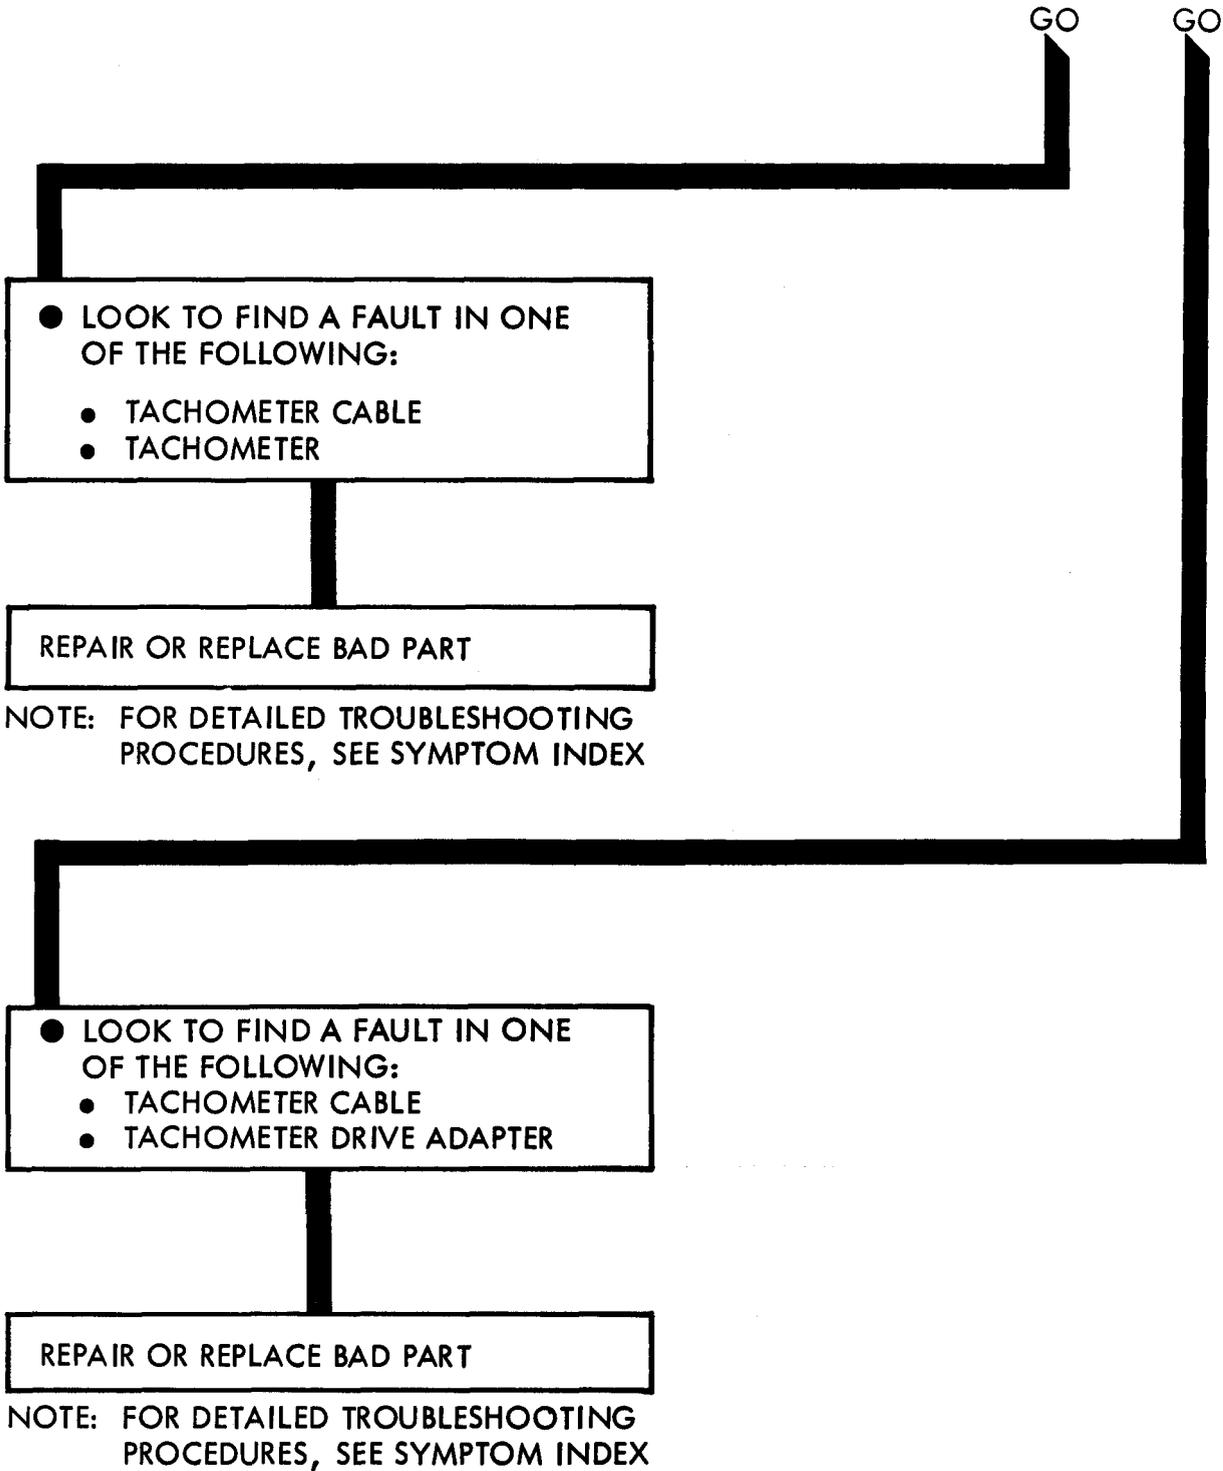 GO GO
● LOOK TO FIND A FAULT IN ONE
OF THE FOLLOWING:
● TACHOMETER CABLE
● TACHOMETER
REPAIR OR REPLACE BAD PART
NOTE: FOR DETAILED TROUBLESHOOTING
PROCEDURES, SEE SYMPTOM INDEX
● LOOK TO FIND A FAULT IN ONE
OF THE FOLLOWING:
● TACHOMETER CABLE
● TACHOMETER DRIVE ADAPTER
REPAIR OR REPLACE BAD PART
NOTE: FOR DETAILED TROUBLESHOOTING
PROCEDURES, SEE SYMPTOM INDEX